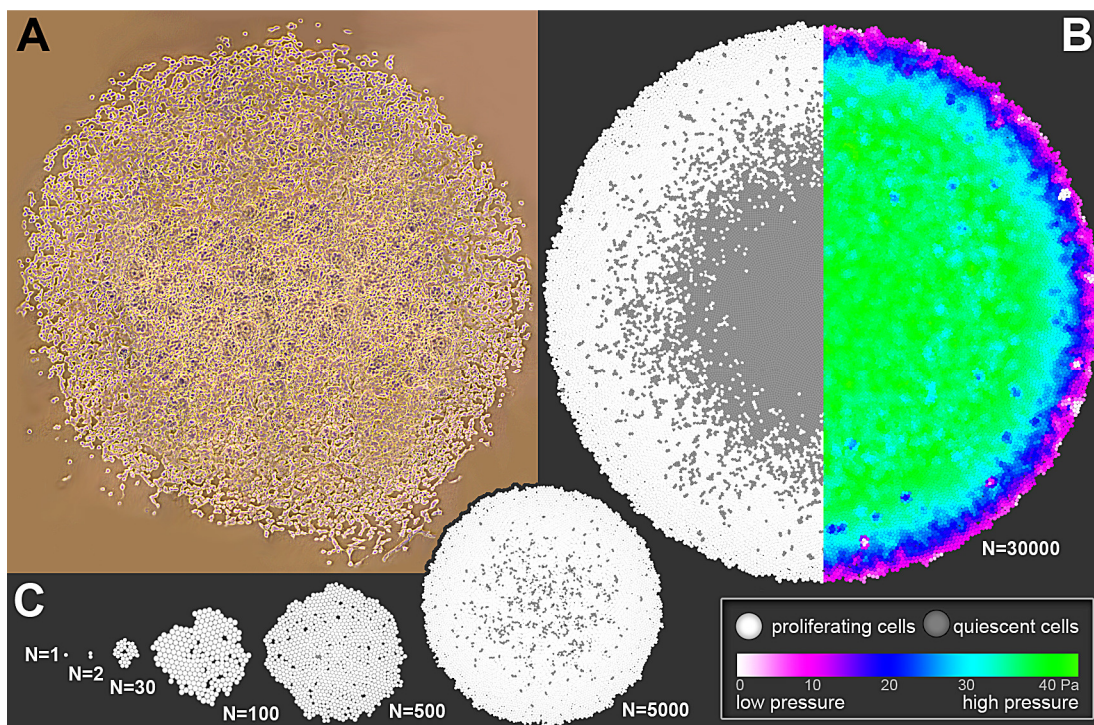 A
B
N=30000
C
N=1
N=2
N=30
N=100
N=500
N=5000
proliferating cells
quiescent cells
0 10 20 30 40 Pa
low pressure high pressure